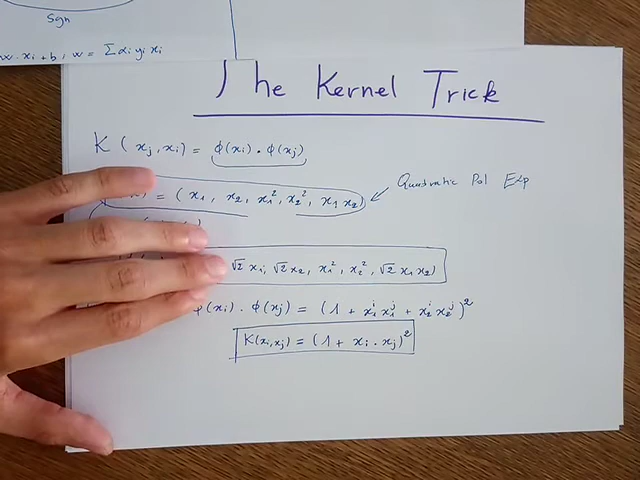 Sgn
w · xi + b ; w = Σ αi yi xi
The Kernel Trick
K ( xj , xi ) = ϕ(xi) · ϕ(xj)
= ( x1 , x2 , x1², x2², x1 x2 )
Quadratic Pol Exp
√2 x1, √2 x2 , x1², x2², √2 x1 x2 )
ϕ(xi) · ϕ(xj) = ( 1 + x1ⁱ x1ʲ + x2ⁱ x2ʲ )²
K(xi,xj) = ( 1 + xi · xj )²